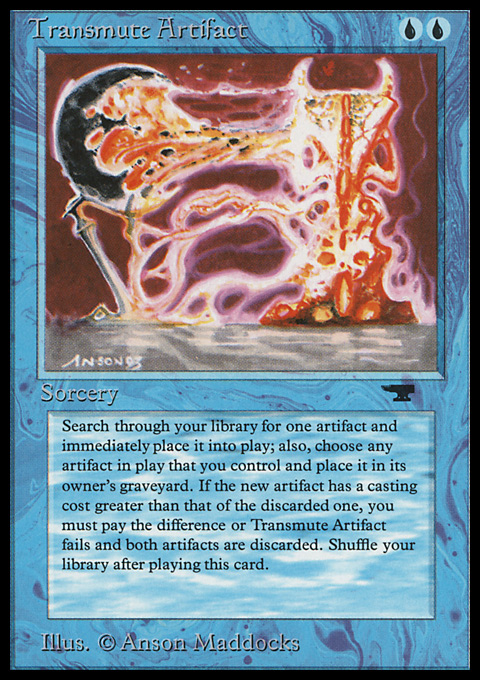 Transmute Artifact
ANSON 93
Sorcery
Search through your library for one artifact and
immediately place it into play; also, choose any
artifact in play that you control and place it in its
owner's graveyard. If the new artifact has a casting
cost greater than that of the discarded one, you
must pay the difference or Transmute Artifact
fails and both artifacts are discarded. Shuffle your
library after playing this card.
Illus. © Anson Maddocks